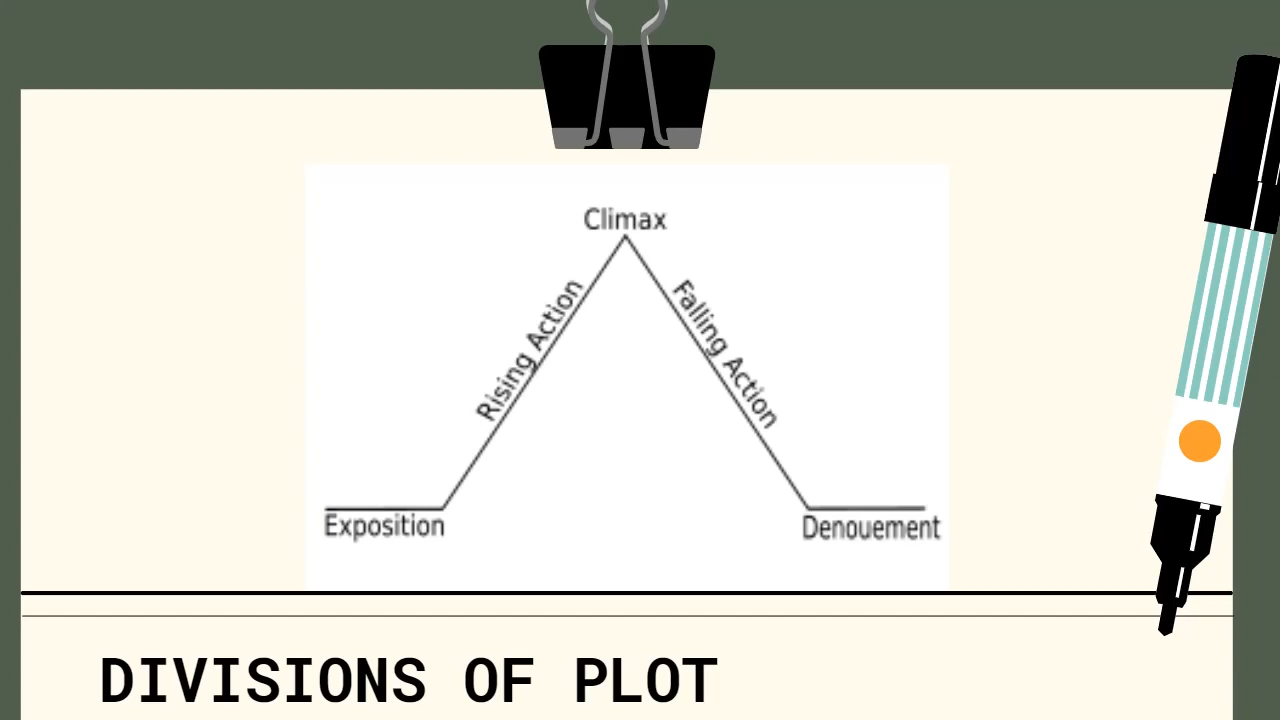 Climax
Rising Action
Falling Action
Exposition
Denouement
DIVISIONS OF PLOT